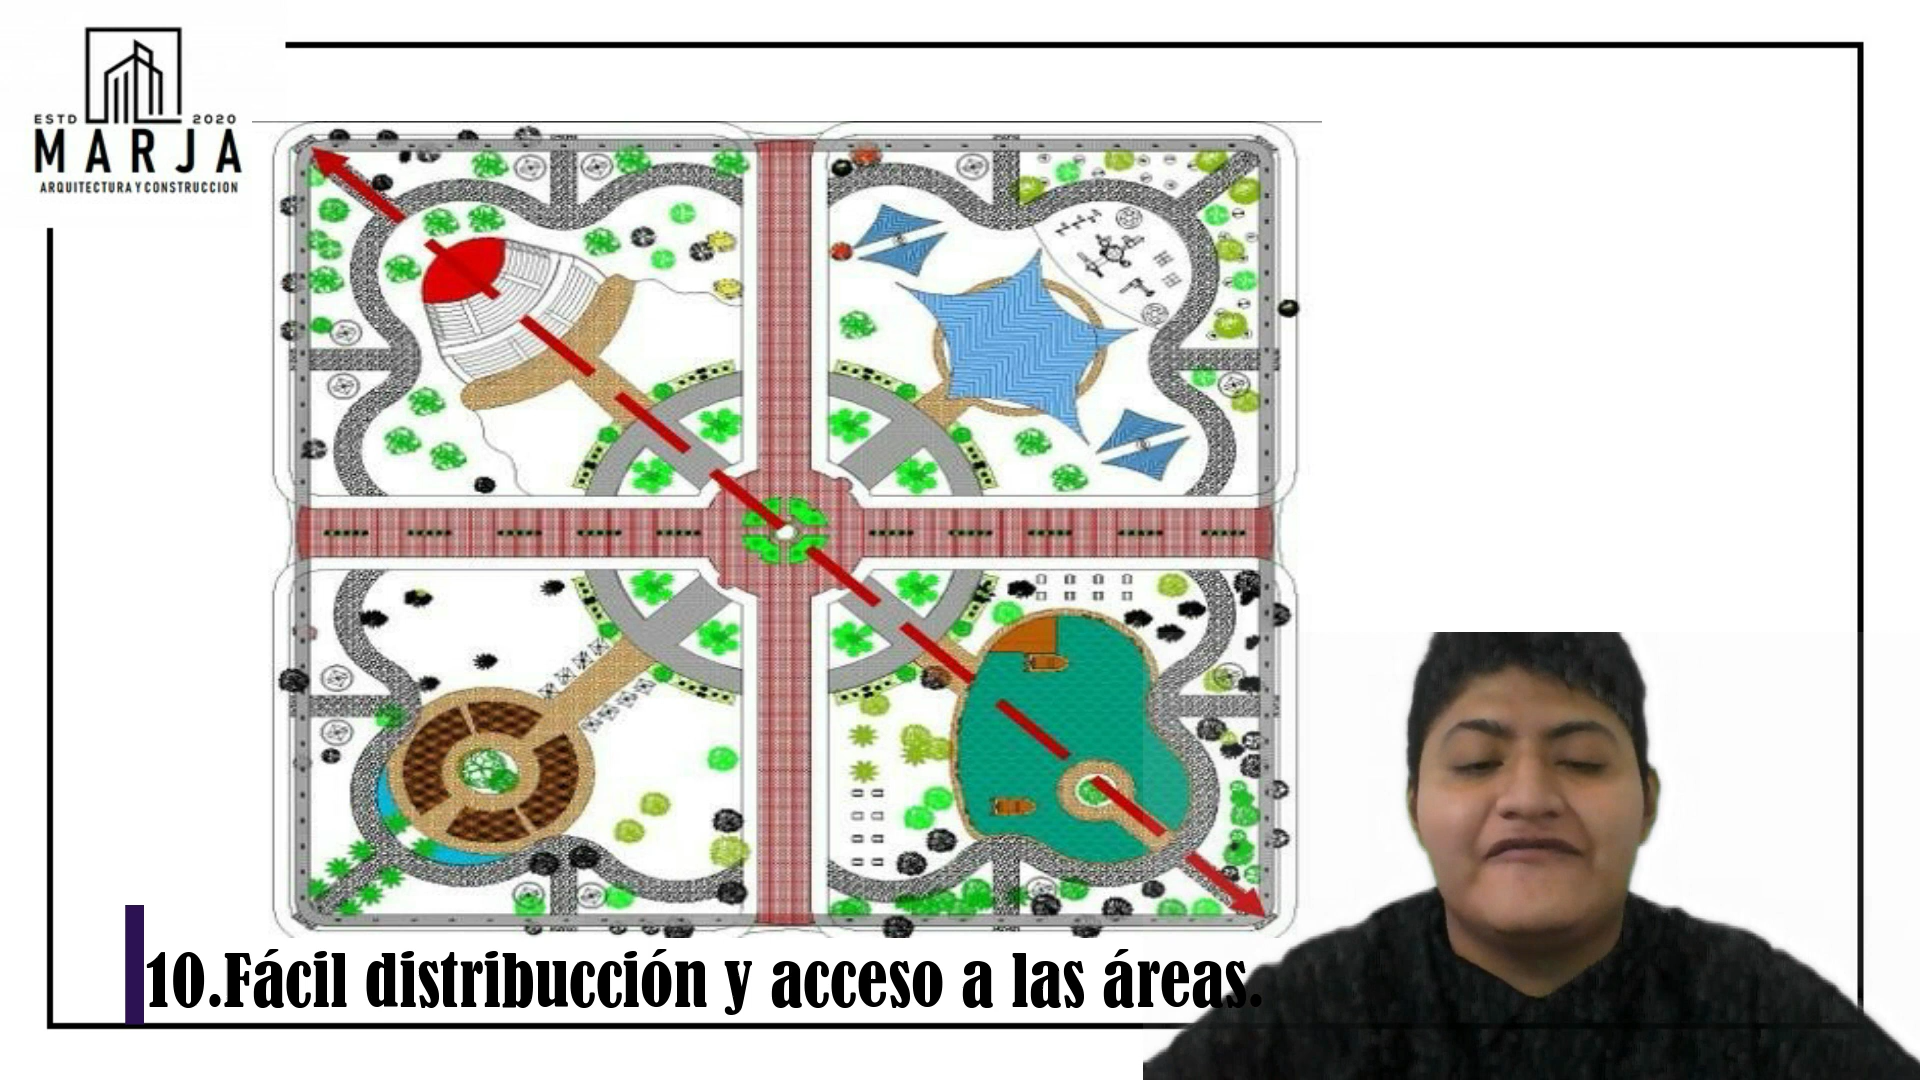 ESTD 2020
MARJA
ARQUITECTURA Y CONSTRUCCION
10.Fácil distribucción y acceso a las áreas.